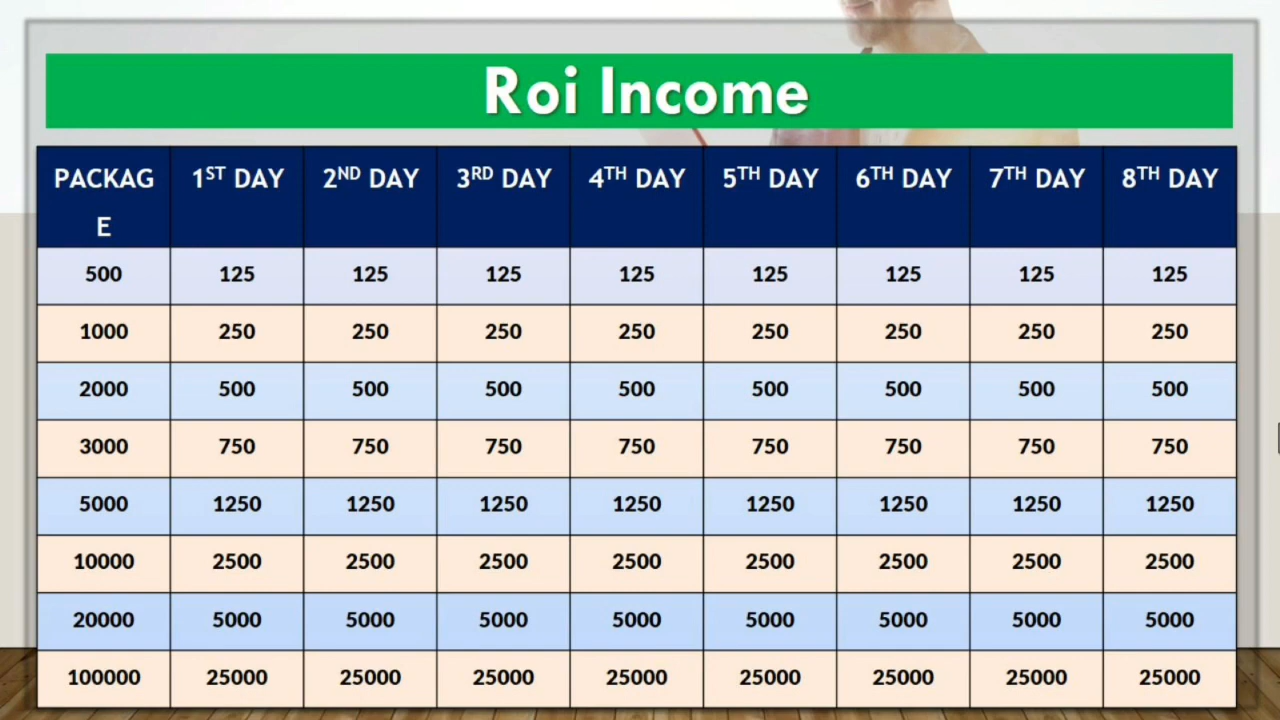 Roi Income
PACKAG 1ST DAY 2ND DAY 3RD DAY 4TH DAY 5TH DAY 6TH DAY 7TH DAY 8TH DAY
E
500 125 125 125 125 125 125 125 125
1000 250 250 250 250 250 250 250 250
2000 500 500 500 500 500 500 500 500
3000 750 750 750 750 750 750 750 750
5000 1250 1250 1250 1250 1250 1250 1250 1250
10000 2500 2500 2500 2500 2500 2500 2500 2500
20000 5000 5000 5000 5000 5000 5000 5000 5000
100000 25000 25000 25000 25000 25000 25000 25000 25000